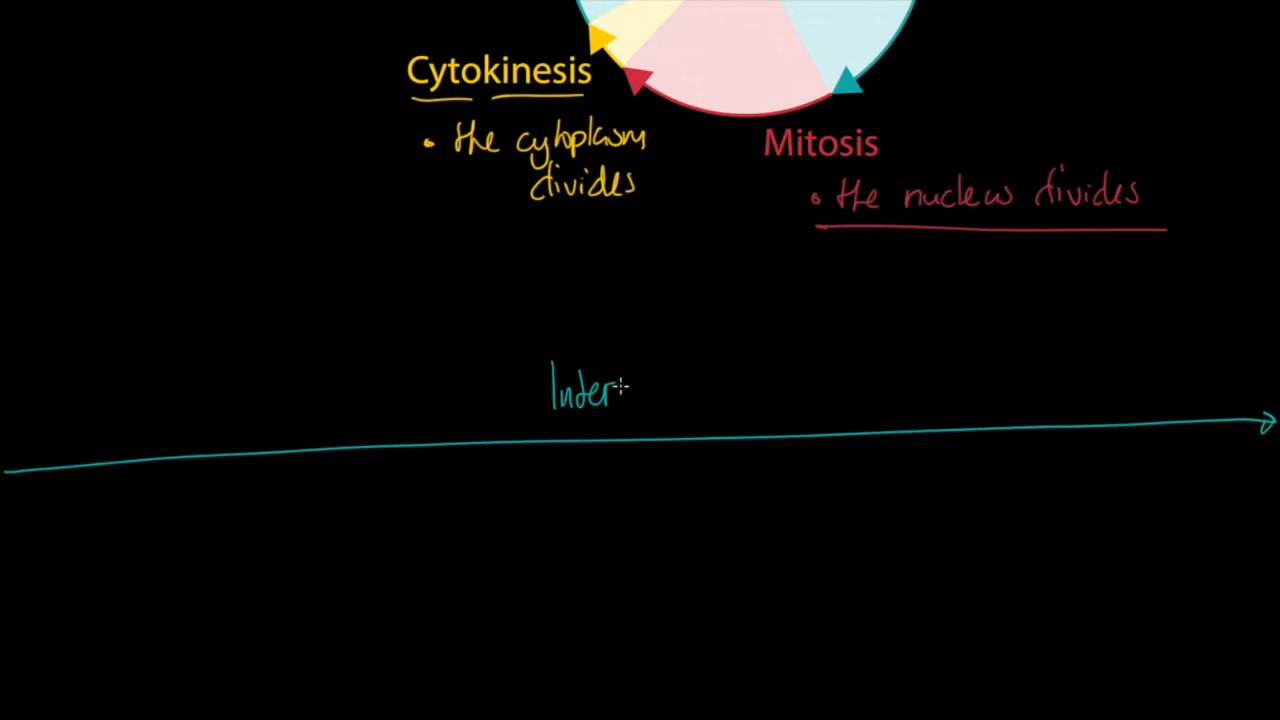 Cytokinesis
• the cytoplasm
divides
Mitosis
• the nucleus divides
Inter